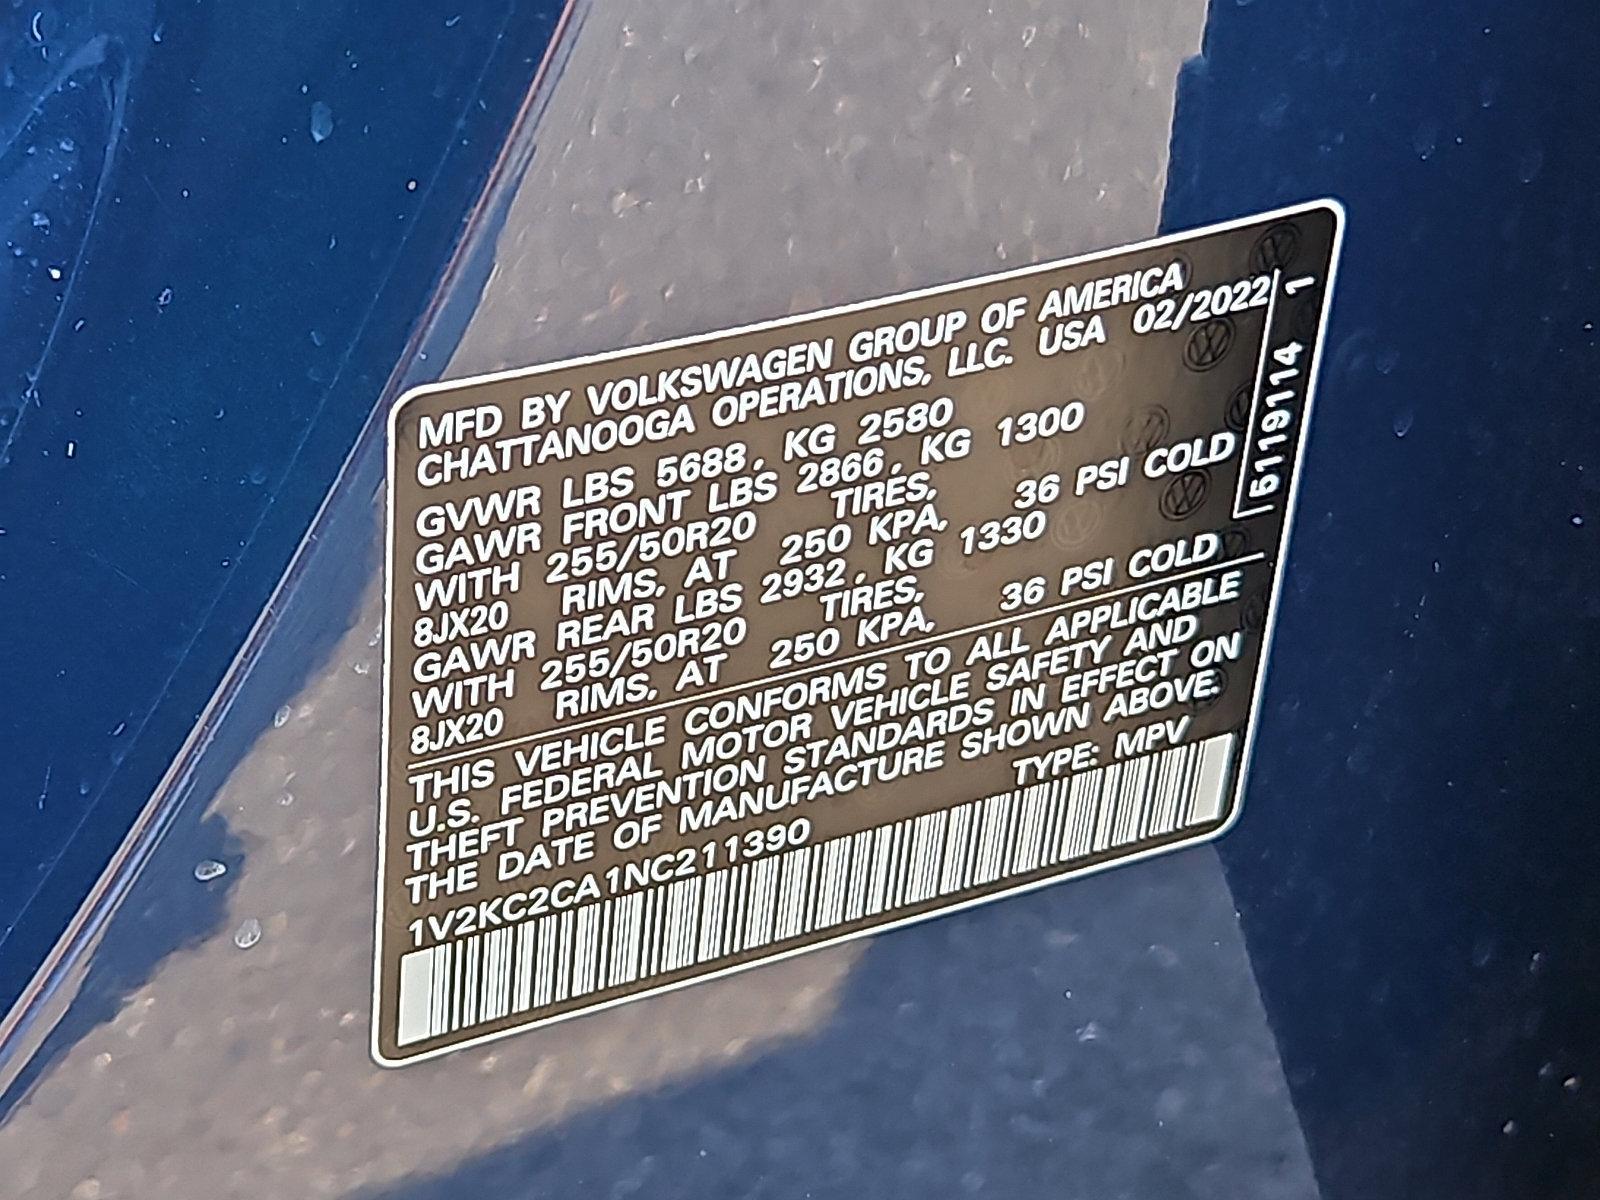 MFD BY VOLKSWAGEN GROUP OF AMERICA
CHATTANOOGA OPERATIONS, LLC. USA 02/2022
GVWR LBS 5688, KG 2580
GAWR FRONT LBS 2866, KG 1300
WITH 255/50R20 TIRES,
8JX20 RIMS, AT 250 KPA, 36 PSI COLD
GAWR REAR LBS 2932, KG 1330
WITH 255/50R20 TIRES,
8JX20 RIMS, AT 250 KPA, 36 PSI COLD
THIS VEHICLE CONFORMS TO ALL APPLICABLE
U.S. FEDERAL MOTOR VEHICLE SAFETY AND
THEFT PREVENTION STANDARDS IN EFFECT ON
THE DATE OF MANUFACTURE SHOWN ABOVE.
TYPE: MPV
1V2KC2CA1NC211390
6119114 1